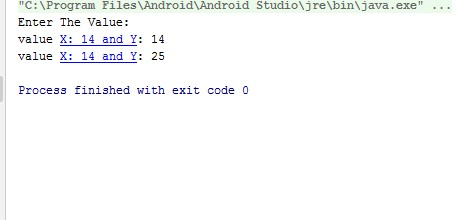 "C:\Program Files\Android\Android Studio\jre\bin\java.exe" ...
Enter The Value:
value X: 14 and Y: 14
value X: 14 and Y: 25
Process finished with exit code 0